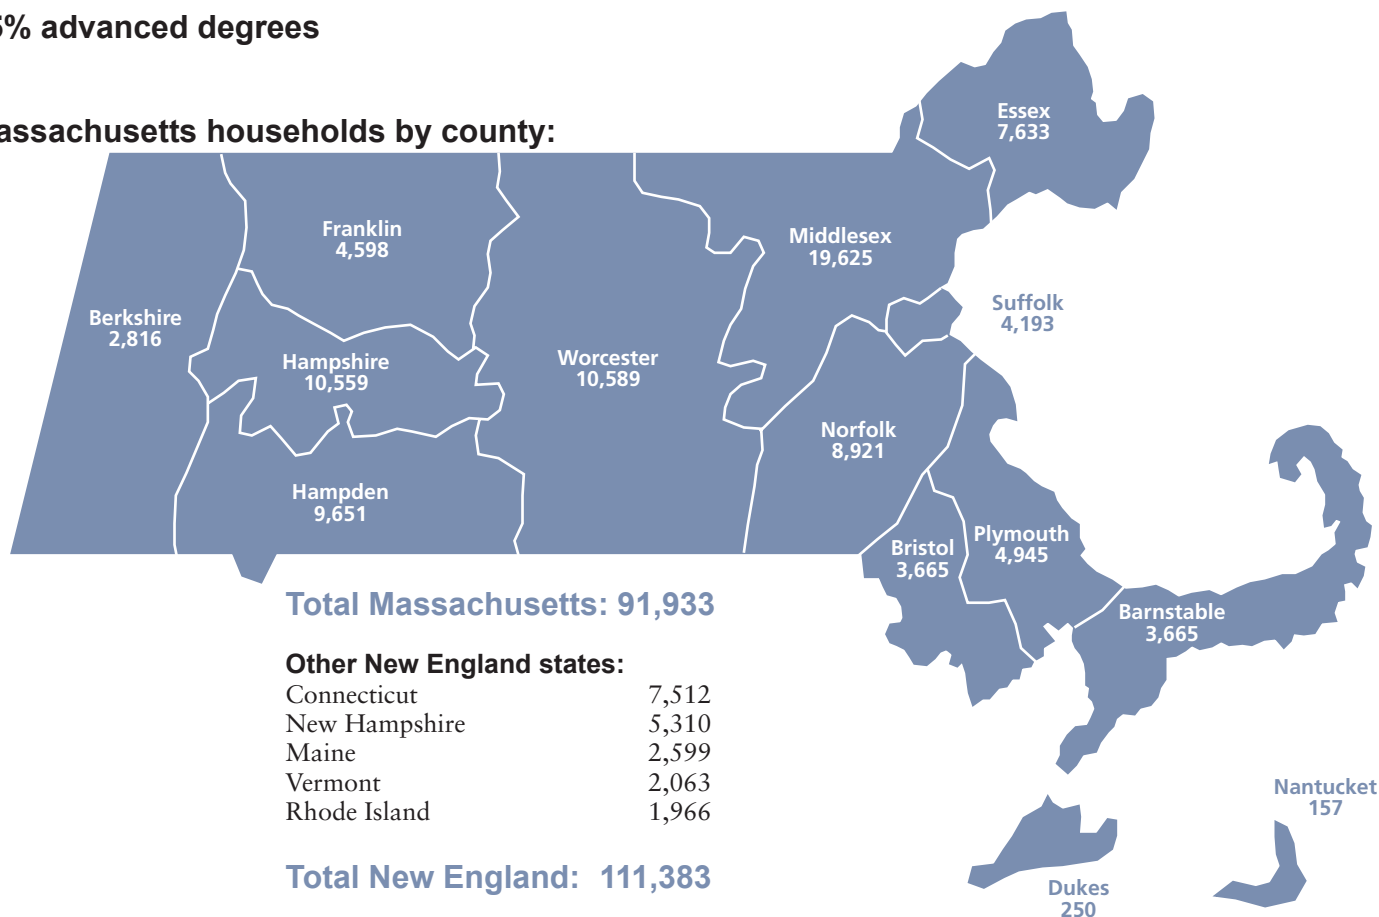 % advanced degrees
assachusetts households by county:
Essex
7,633
Franklin
4,598
Middlesex
19,625
Berkshire
2,816
Suffolk
4,193
Hampshire
10,559
Worcester
10,589
Norfolk
8,921
Hampden
9,651
Bristol
3,665
Plymouth
4,945
Barnstable
3,665
Total Massachusetts: 91,933
Other New England states:
Connecticut 7,512
New Hampshire 5,310
Maine 2,599
Vermont 2,063
Rhode Island 1,966
Total New England: 111,383
Nantucket
157
Dukes
250